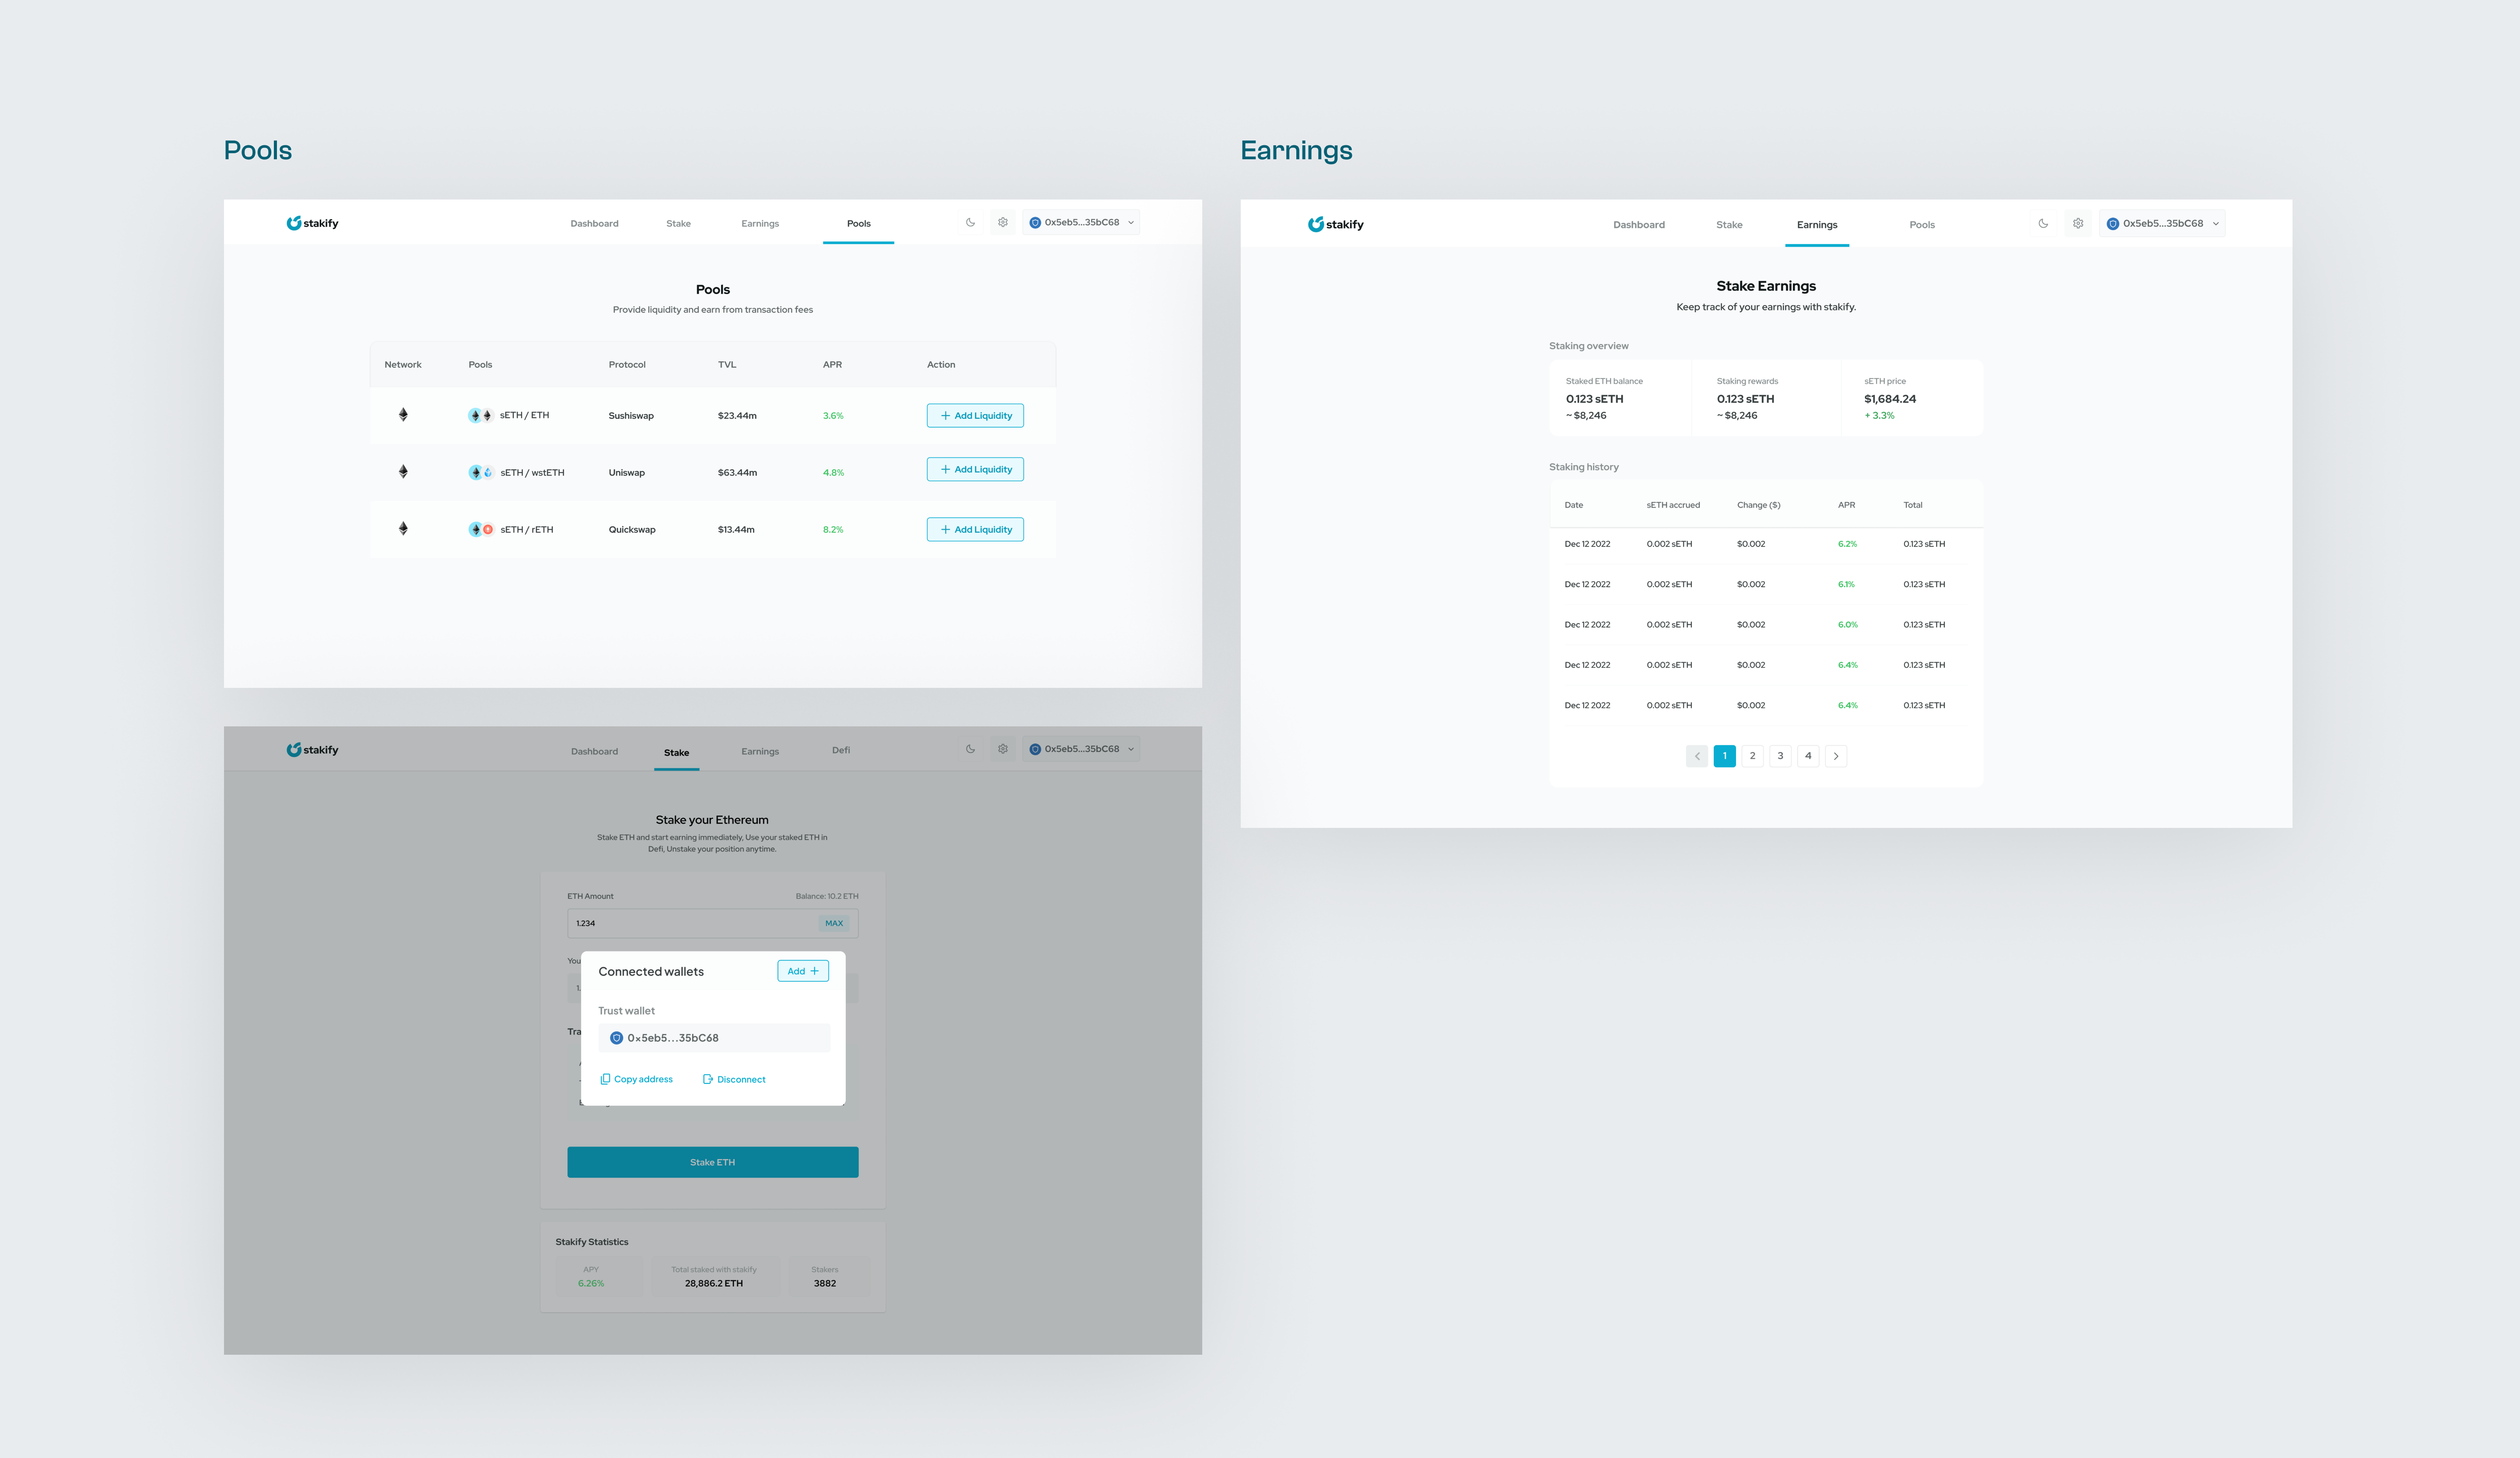 Pools
stakify
Dashboard Stake Earnings Pools
0x5eb5...35bC68
Pools
Provide liquidity and earn from transaction fees
Network Pools Protocol TVL APR Action
sETH / ETH Sushiswap $23.44m 3.6% + Add Liquidity
sETH / wstETH Uniswap $63.44m 4.8% + Add Liquidity
sETH / rETH Quickswap $13.44m 8.2% + Add Liquidity
stakify
Dashboard Stake Earnings Defi
0x5eb5...35bC68
Stake your Ethereum
Stake ETH and start earning immediately, Use your staked ETH in
Defi, Unstake your position anytime.
ETH Amount Balance: 10.2 ETH
1.234 MAX
You
1.
Tra
Connected wallets Add +
Trust wallet
0x5eb5...35bC68
Copy address Disconnect
Stake ETH
Stakify Statistics
APY Total staked with stakify Stakers
6.26% 28,886.2 ETH 3882
Earnings
stakify
Dashboard Stake Earnings Pools
0x5eb5...35bC68
Stake Earnings
Keep track of your earnings with stakify.
Staking overview
Staked ETH balance Staking rewards sETH price
0.123 sETH 0.123 sETH $1,684.24
~ $8,246 ~ $8,246 + 3.3%
Staking history
Date sETH accrued Change ($) APR Total
Dec 12 2022 0.002 sETH $0.002 6.2% 0.123 sETH
Dec 12 2022 0.002 sETH $0.002 6.1% 0.123 sETH
Dec 12 2022 0.002 sETH $0.002 6.0% 0.123 sETH
Dec 12 2022 0.002 sETH $0.002 6.4% 0.123 sETH
Dec 12 2022 0.002 sETH $0.002 6.4% 0.123 sETH
1 2 3 4